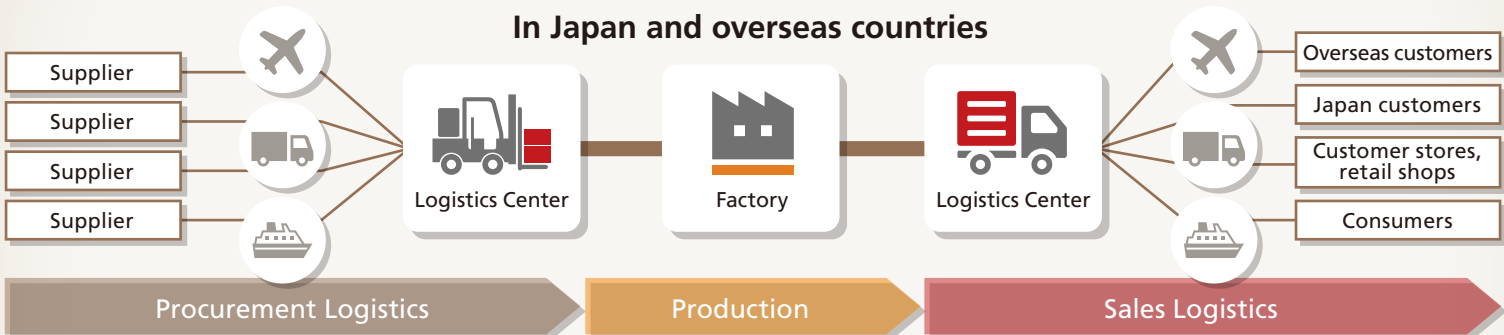 In Japan and overseas countries
Supplier
Supplier
Supplier
Supplier
Logistics Center
Factory
Logistics Center
Overseas customers
Japan customers
Customer stores,
retail shops
Consumers
Procurement Logistics
Production
Sales Logistics